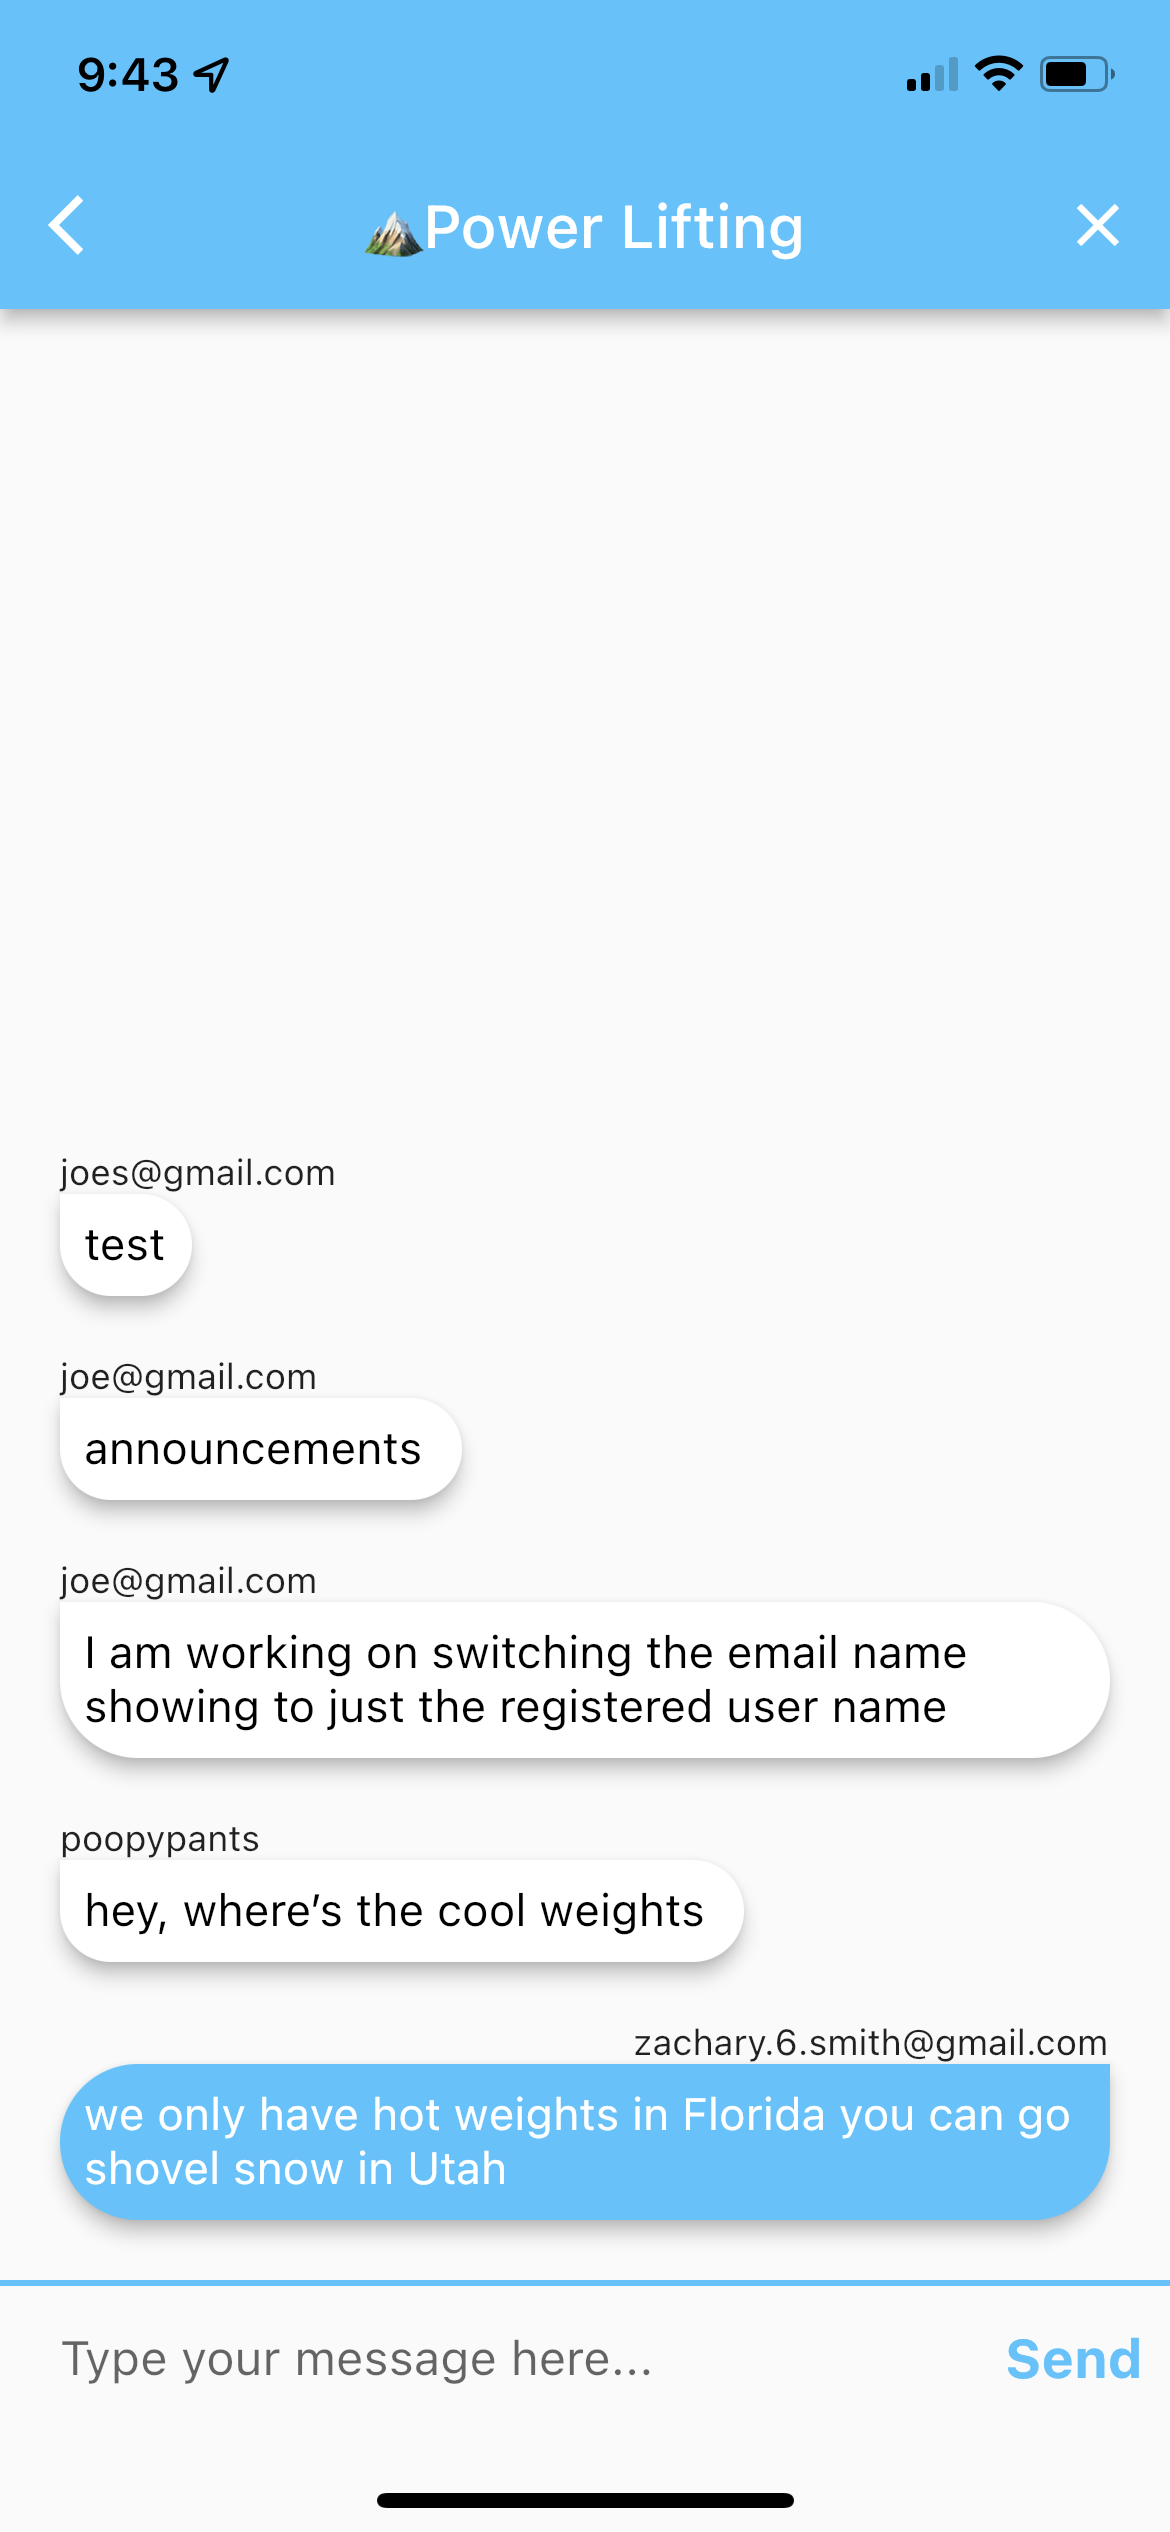 9:43
Power Lifting
joes@gmail.com
test
joe@gmail.com
announcements
joe@gmail.com
I am working on switching the email name
showing to just the registered user name
poopypants
hey, where’s the cool weights
zachary.6.smith@gmail.com
we only have hot weights in Florida you can go
shovel snow in Utah
Type your message here...
Send